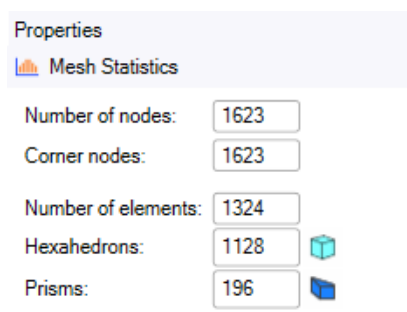 Properties
Mesh Statistics
Number of nodes: 1623
Corner nodes: 1623
Number of elements: 1324
Hexahedrons: 1128
Prisms: 196